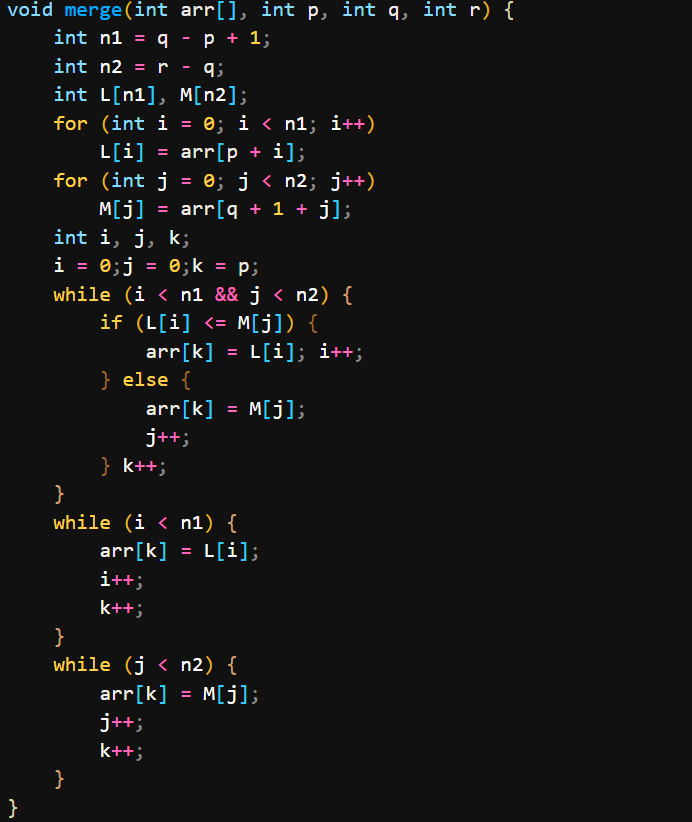 void merge(int arr[], int p, int q, int r) {
    int n1 = q - p + 1;
    int n2 = r - q;
    int L[n1], M[n2];
    for (int i = 0; i < n1; i++)
        L[i] = arr[p + i];
    for (int j = 0; j < n2; j++)
        M[j] = arr[q + 1 + j];
    int i, j, k;
    i = 0;j = 0;k = p;
    while (i < n1 && j < n2) {
        if (L[i] <= M[j]) {
            arr[k] = L[i]; i++;
        } else {
            arr[k] = M[j];
            j++;
        } k++;
    }
    while (i < n1) {
        arr[k] = L[i];
        i++;
        k++;
    }
    while (j < n2) {
        arr[k] = M[j];
        j++;
        k++;
    }
}